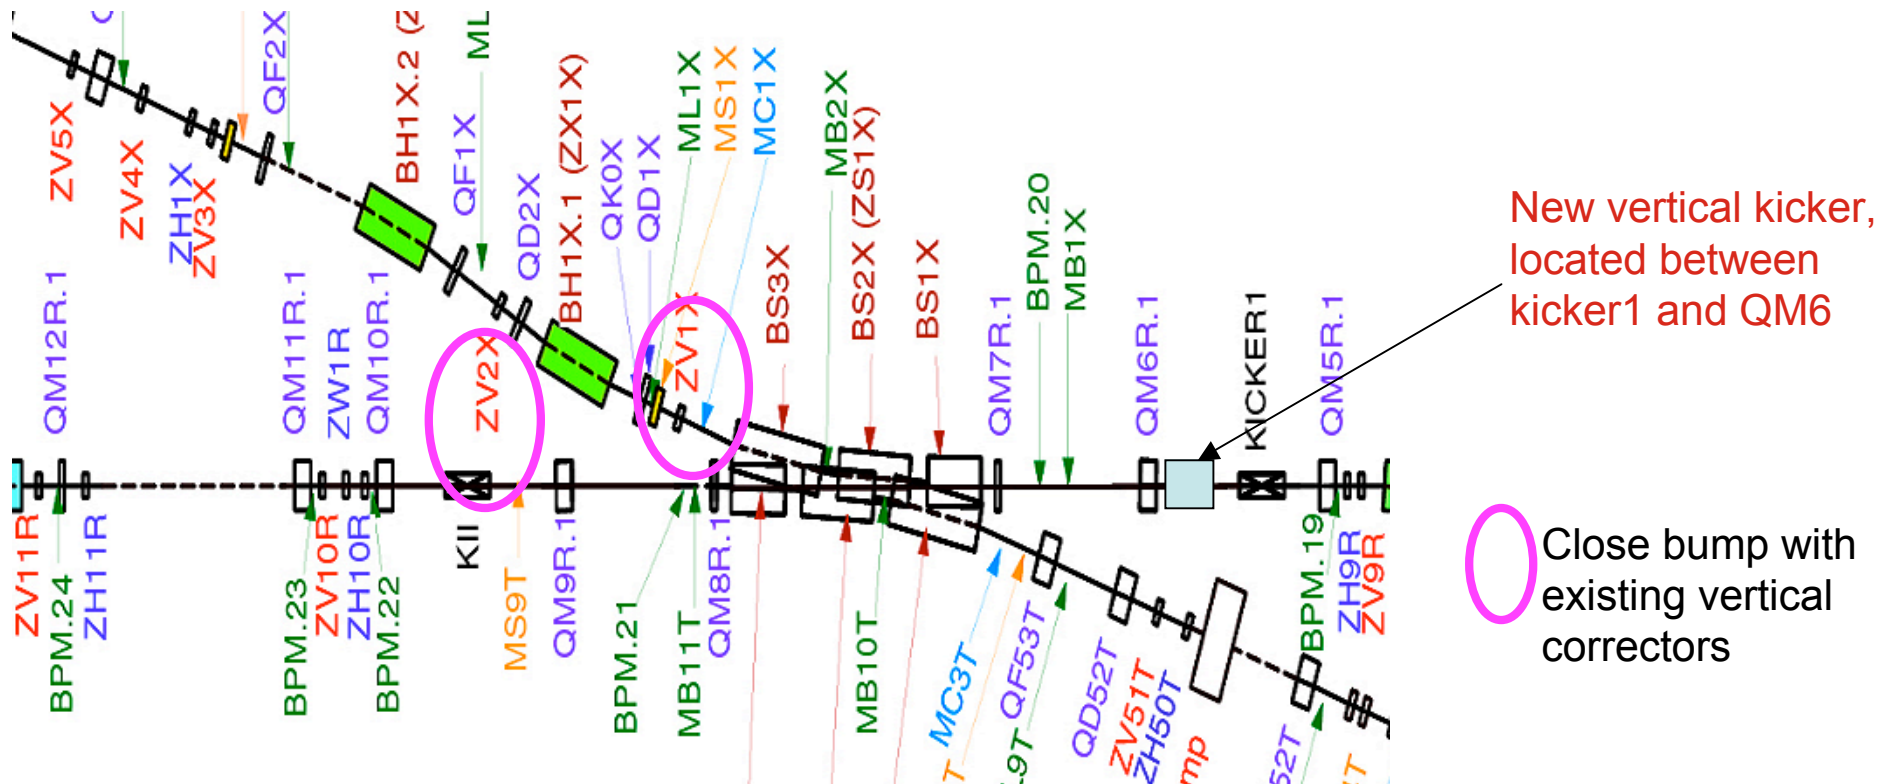 ZV5X
ZV4X
ZH1X
ZV3X
QF2X
BH1X.2
QF1X
ML
QD2X
BH1X.1 (ZX1X)
QK0X
QD1X
ML1X
MS1X
MC1X
MB2X
BS2X (ZS1X)
BS3X
BS1X
ZV2X
ZV1X
QM12R.1
QM11R.1
ZW1R
QM10R.1
QM7R.1
BPM.20
MB1X
QM6R.1
KICKER1
QM5R.1
New vertical kicker,
located between
kicker1 and QM6
ZV11R
BPM.24
ZH11R
BPM.23
ZV10R
ZH10R
BPM.22
KII
MS9T
QM9R.1
BPM.21
MB11T
QM8R.1
MB10T
MC3T
QF53T
QD52T
ZV51T
ZH50T
BPM.19
ZH9R
ZV9R
9T
52T
mp
Close bump with
existing vertical
correctors